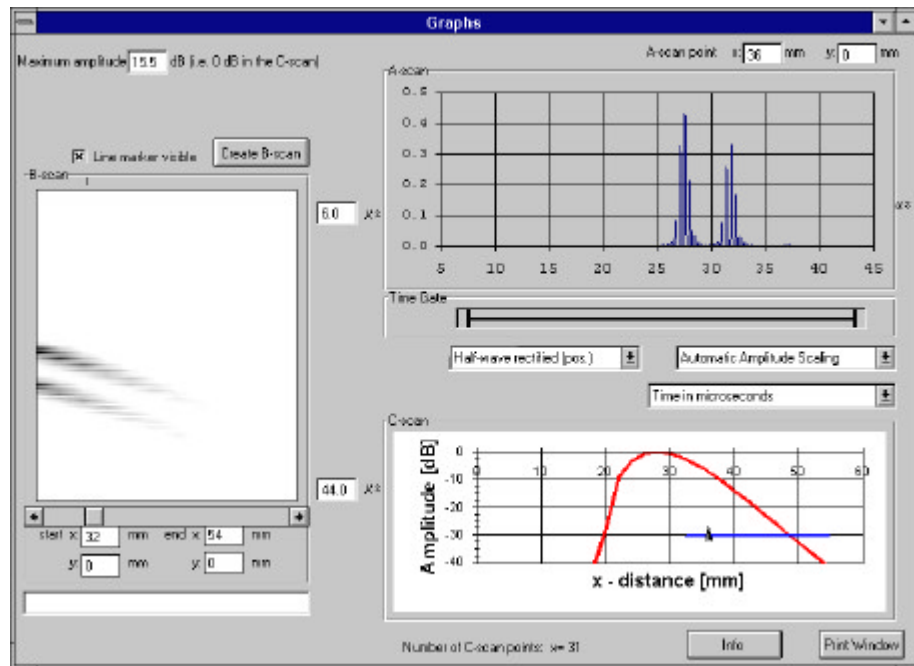 Graphs
Maximum amplitude 15.5 dB (i.e. 0 dB in the C-scan)
A-scan point x: 36 mm y: 0 mm
A-scan
0.5
0.4
0.3
0.2
0.1
0.0
5 10 15 20 25 30 35 40 45
Line marker visible
Create B-scan
B-scan
6.0
44.0
start x: 32 mm end x: 54 mm
y: 0 mm y: 0 mm
Time Gate
Half-wave rectified (pos.)
Automatic Amplitude Scaling
Time in microseconds
C-scan
Amplitude [dB]
0
-10
-20
-30
-40
0 10 20 30 40 50 60
x - distance [mm]
Number of C-scan points: x= 31
Info
Print Window